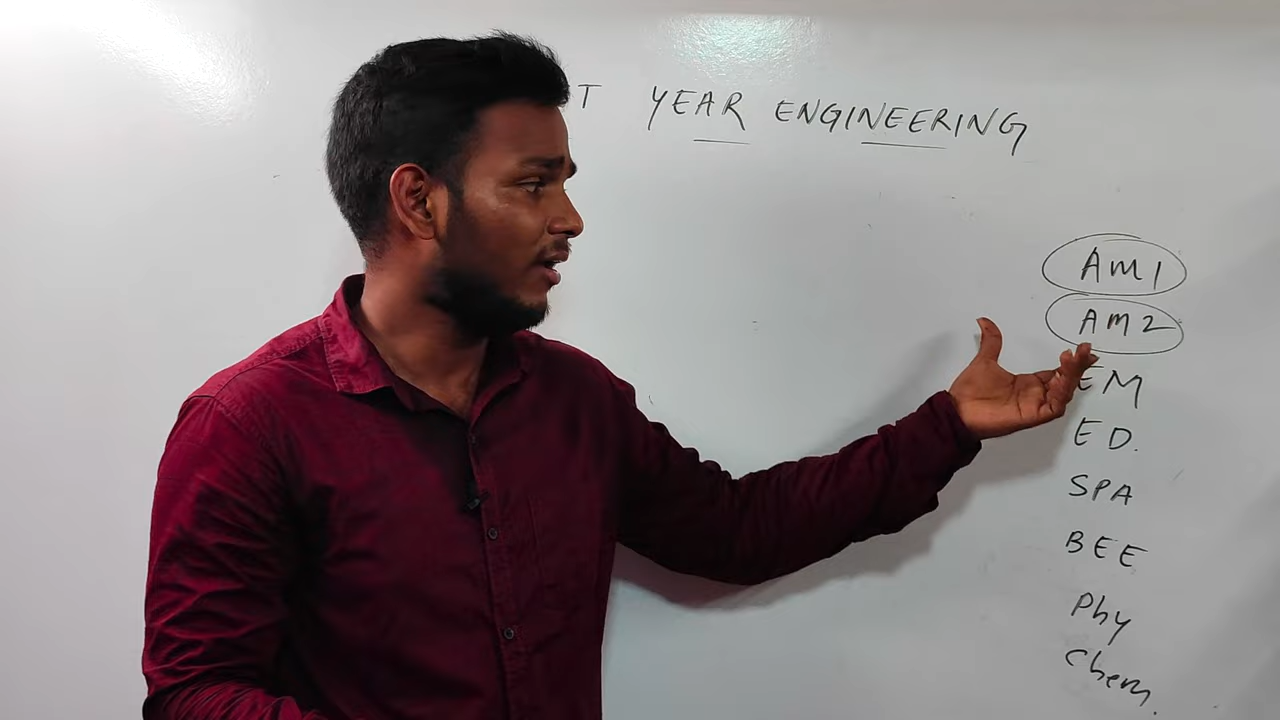 T YEAR ENGINEERING
AM1
AM2
EM
ED.
SPA
BEE
Phy
Chem.